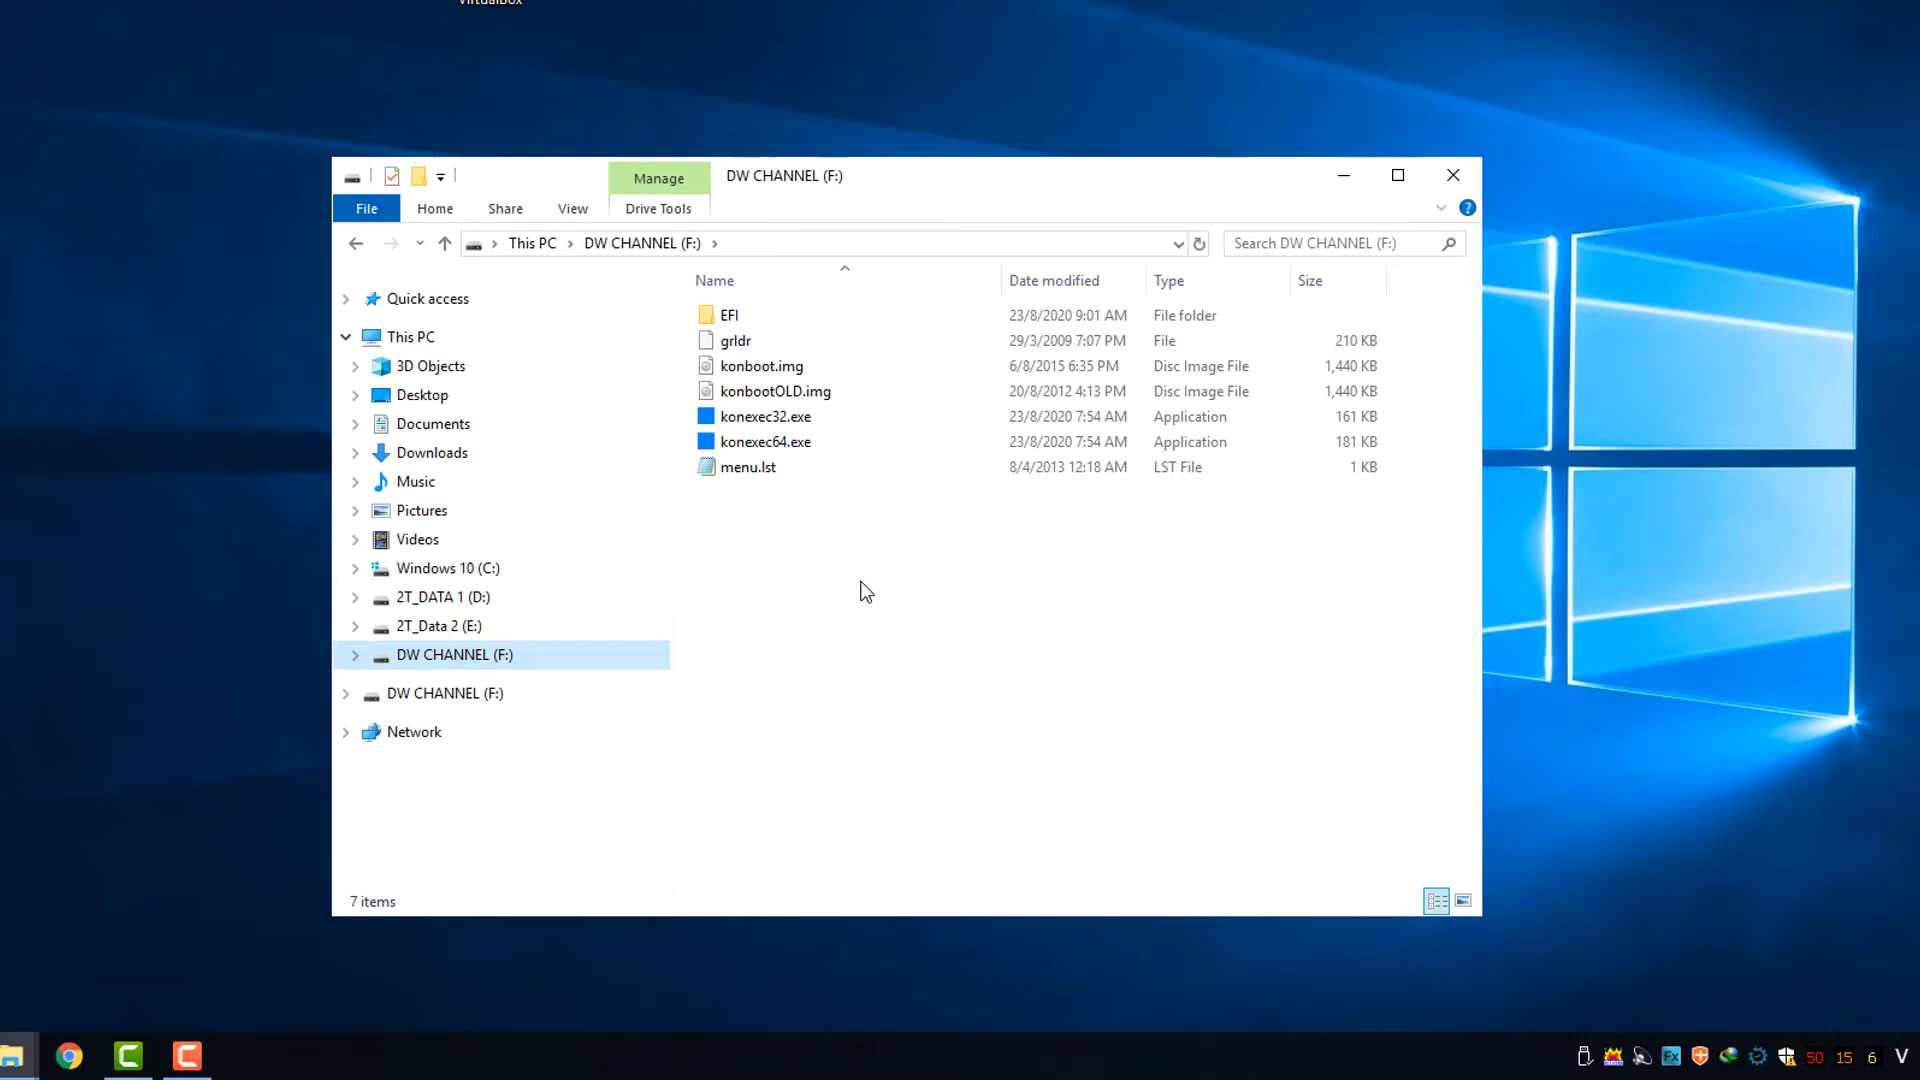 VirtualBox
Manage
DW CHANNEL (F:)
File
Home
Share
View
Drive Tools
This PC
DW CHANNEL (F:)
Search DW CHANNEL (F:)
Name
Date modified
Type
Size
Quick access
This PC
3D Objects
Desktop
Documents
Downloads
Music
Pictures
Videos
Windows 10 (C:)
2T_DATA 1 (D:)
2T_Data 2 (E:)
DW CHANNEL (F:)
DW CHANNEL (F:)
Network
EFI 23/8/2020 9:01 AM File folder
grldr 29/3/2009 7:07 PM File 210 KB
konboot.img 6/8/2015 6:35 PM Disc Image File 1,440 KB
konbootOLD.img 20/8/2012 4:13 PM Disc Image File 1,440 KB
konexec32.exe 23/8/2020 7:54 AM Application 161 KB
konexec64.exe 23/8/2020 7:54 AM Application 181 KB
menu.lst 8/4/2013 12:18 AM LST File 1 KB
7 items
Fx
50 15 6 V